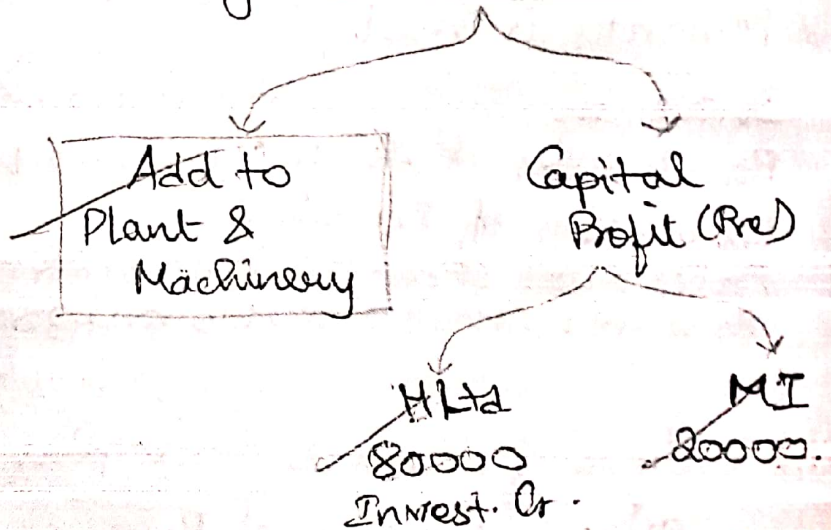 Add to
Plant &
Machinery
Capital
Profit (Pre)
H Ltd
80000
Invest. Cr.
MI
20000.